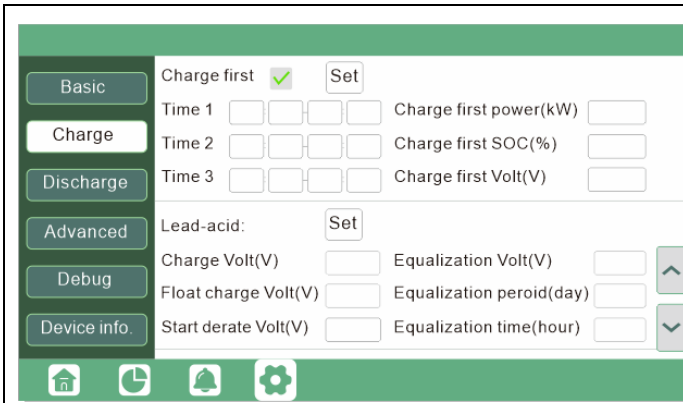 Basic
Charge
Discharge
Advanced
Debug
Device info.
Charge first Set
Time 1 Charge first power(kW)
Time 2 Charge first SOC(%)
Time 3 Charge first Volt(V)
Lead-acid: Set
Charge Volt(V) Equalization Volt(V)
Float charge Volt(V) Equalization peroid(day)
Start derate Volt(V) Equalization time(hour)